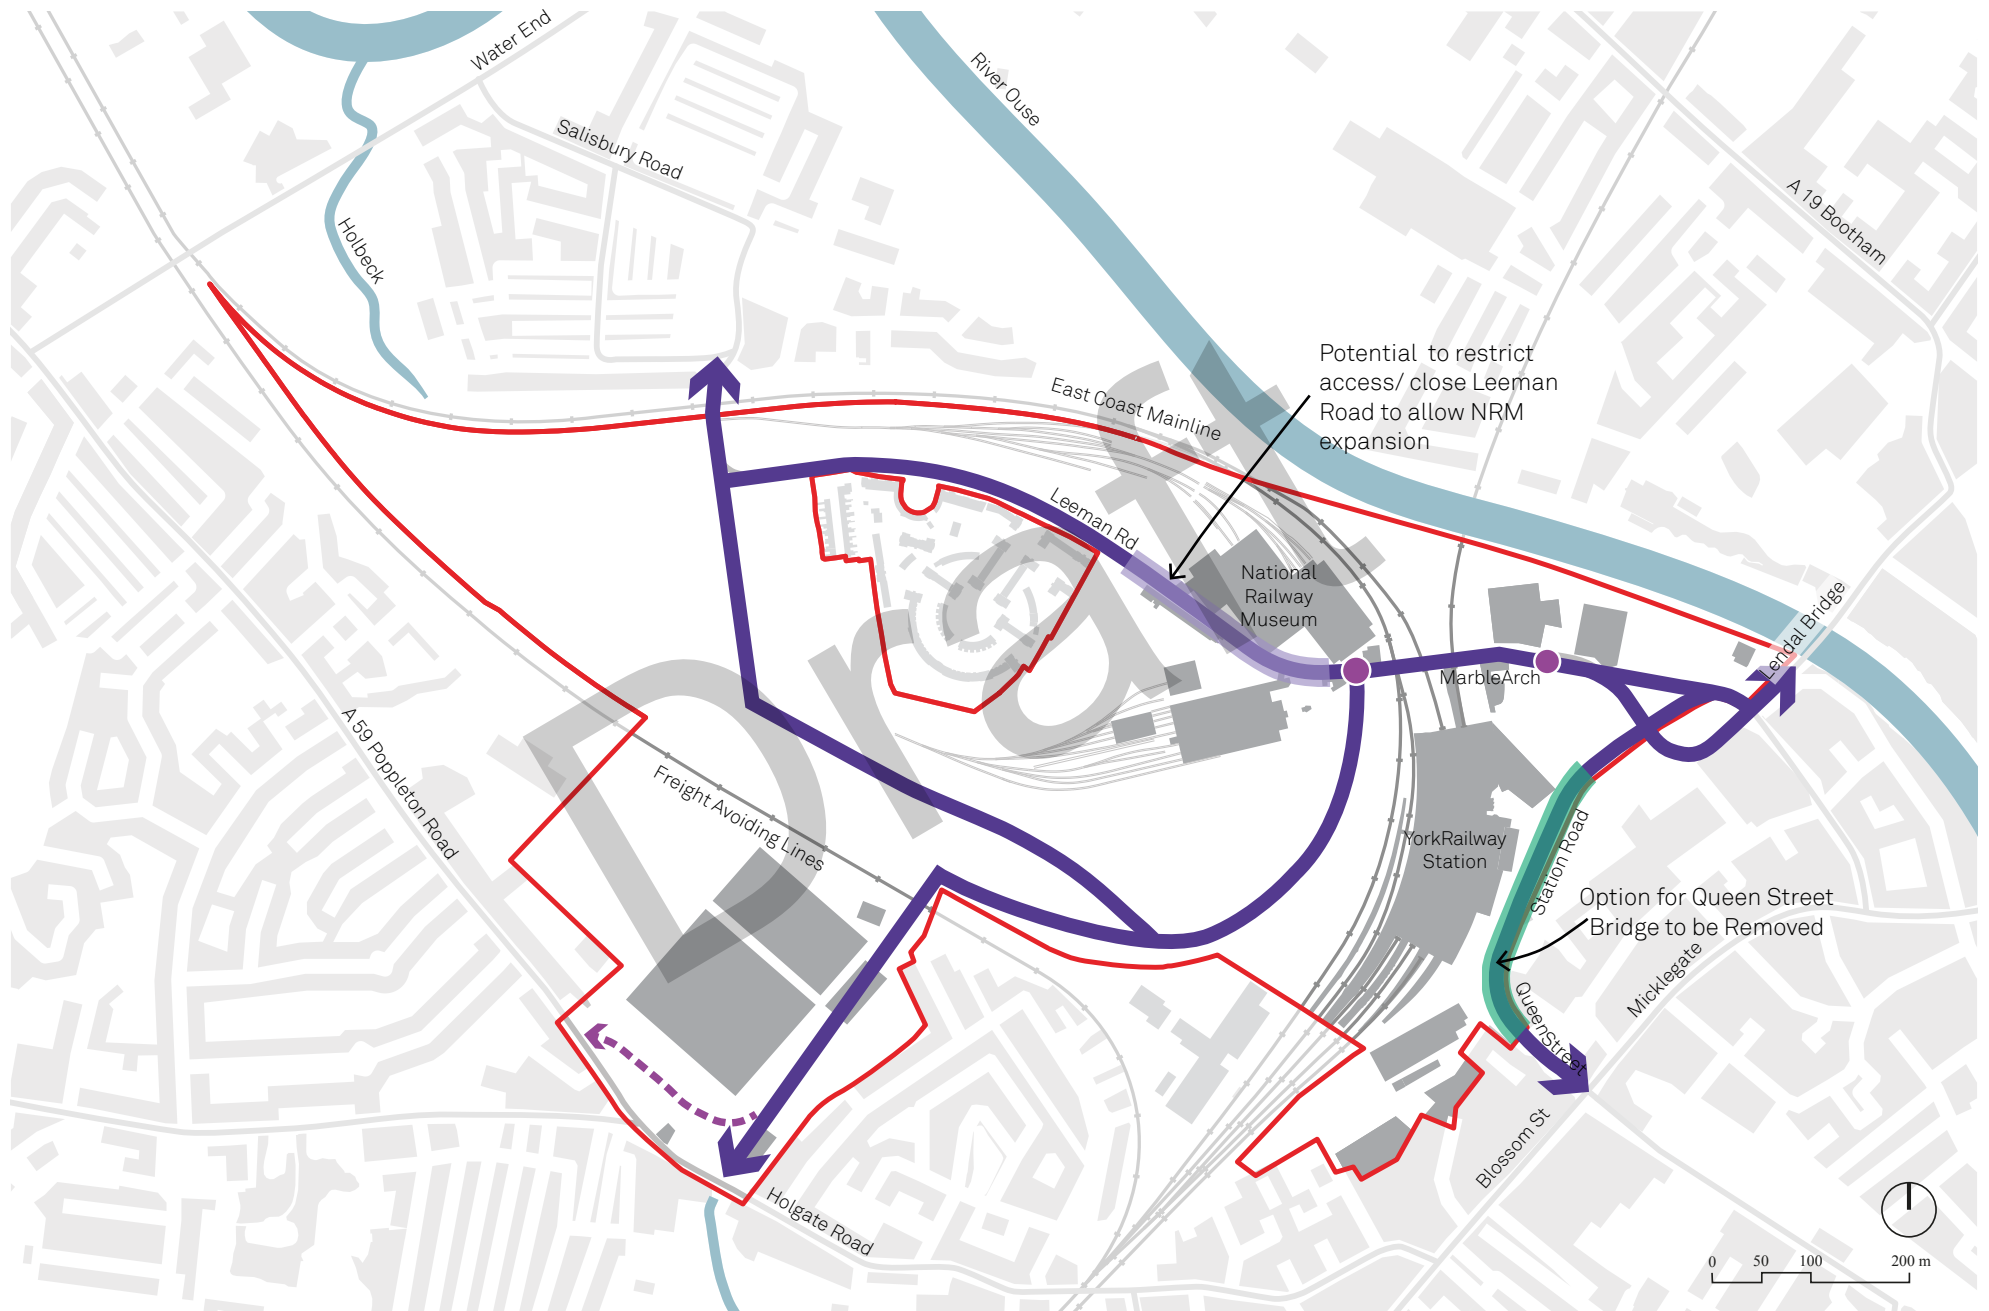 Water End
River Ouse
Salisbury Road
A 19 Bootham
Holbeck
Potential to restrict
access/ close Leeman
Road to allow NRM
expansion
East Coast Mainline
Leeman Rd
National
Railway
Museum
Lendal Bridge
MarbleArch
Draft
A 59 Poppleton Road
Freight Avoiding Lines
YorkRailway
Station
Station Road
Option for Queen Street
Bridge to be Removed
Micklegate
QueenStreet
Blossom St
Holgate Road
0 50 100 200 m